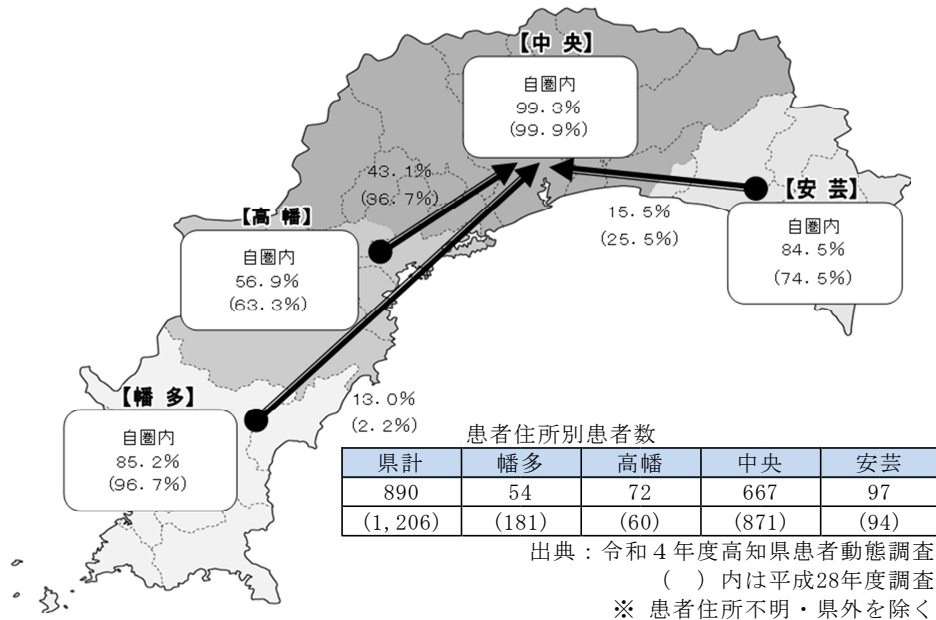 【中 央】
自圏内
99.3%
(99.9%)
43.1%
(36.7%)
【高 幡】
自圏内
56.9%
(63.3%)
15.5%
(25.5%)
【安 芸】
自圏内
84.5%
(74.5%)
【幡 多】
自圏内
85.2%
(96.7%)
13.0%
(2.2%)
患者住所別患者数
県計 幡多 高幡 中央 安芸
890 54 72 667 97
(1,206) (181) (60) (871) (94)
出典：令和４年度高知県患者動態調査
（　）内は平成28年度調査
※ 患者住所不明・県外を除く